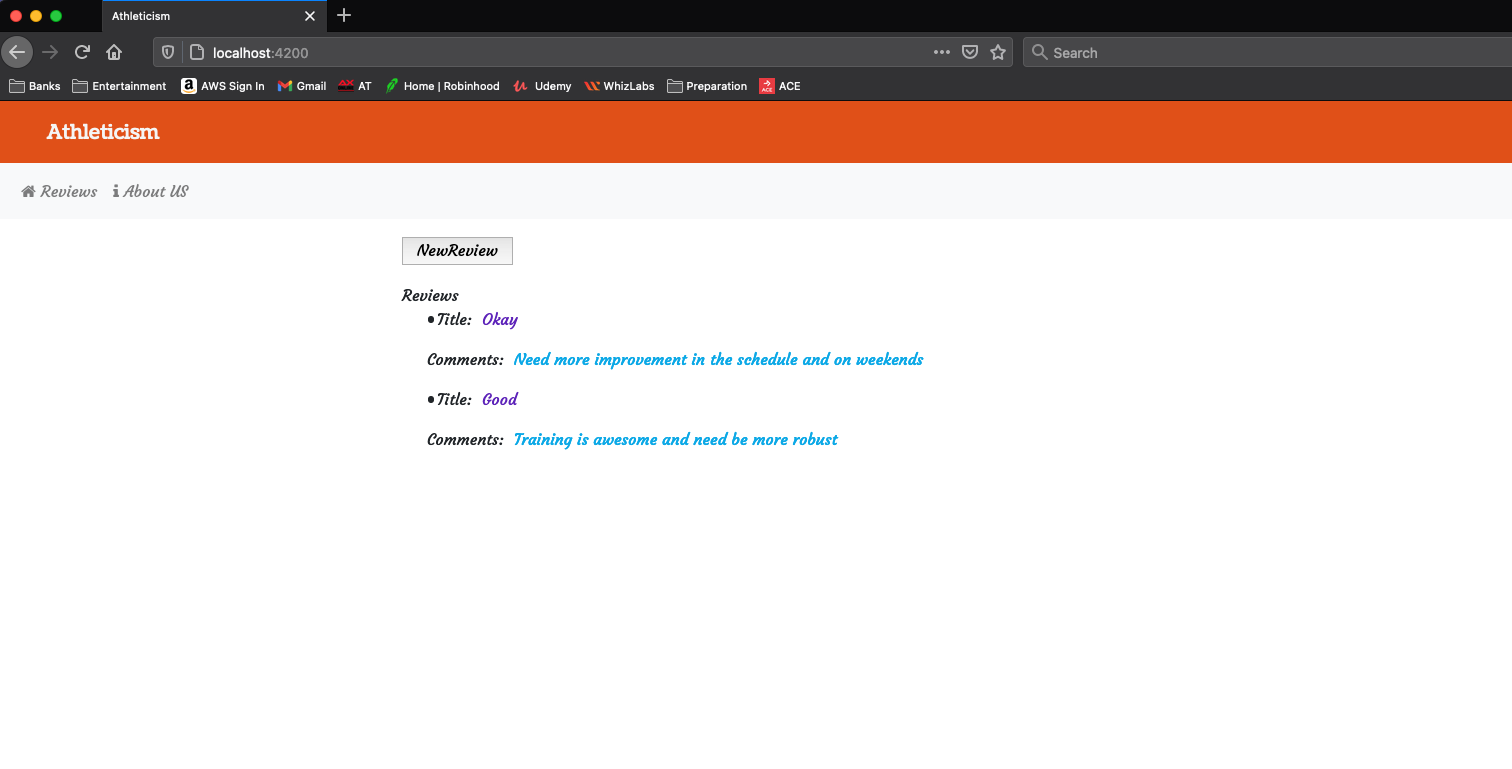 Athleticism
localhost:4200
Search
Banks Entertainment AWS Sign In Gmail AT Home | Robinhood Udemy WhizLabs Preparation ACE
Athleticism
Reviews About US
NewReview
Reviews
• Title: Okay
Comments: Need more improvement in the schedule and on weekends
• Title: Good
Comments: Training is awesome and need be more robust